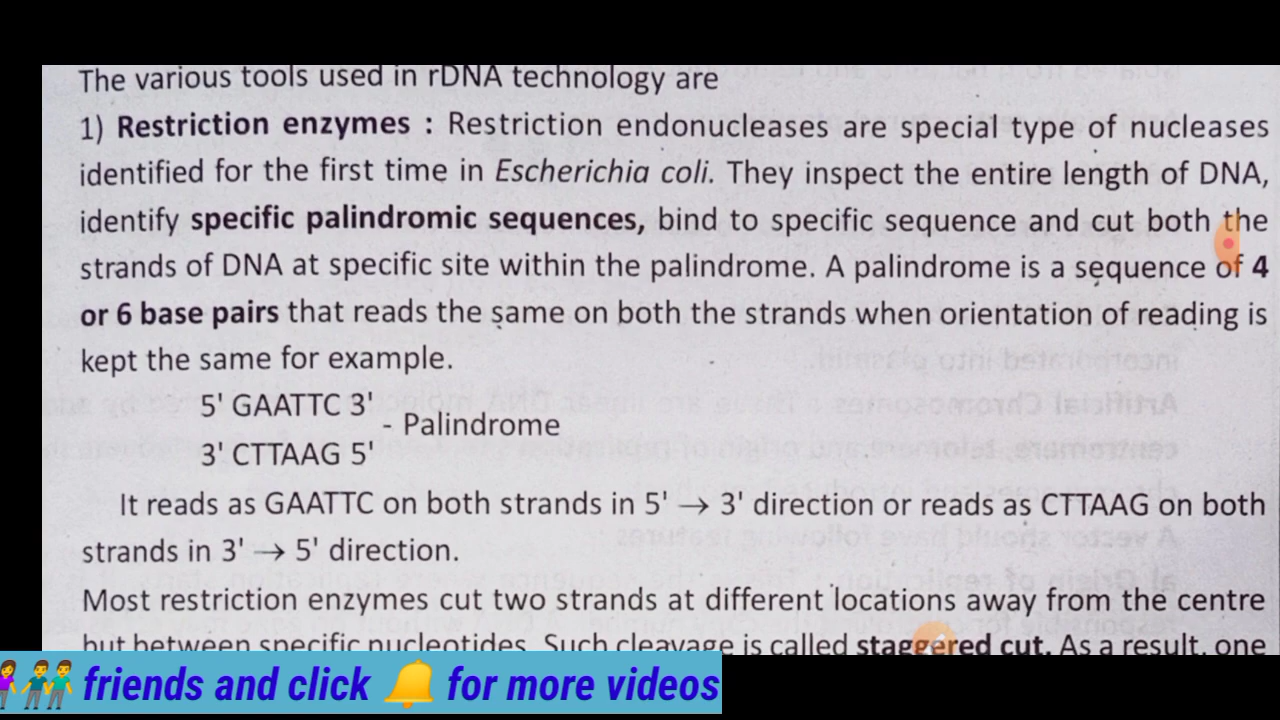 The various tools used in rDNA technology are
1) Restriction enzymes : Restriction endonucleases are special type of nucleases
identified for the first time in Escherichia coli. They inspect the entire length of DNA,
identify specific palindromic sequences, bind to specific sequence and cut both the
strands of DNA at specific site within the palindrome. A palindrome is a sequence of 4
or 6 base pairs that reads the same on both the strands when orientation of reading is
kept the same for example.
5' GAATTC 3'
- Palindrome
3' CTTAAG 5'
It reads as GAATTC on both strands in 5' → 3' direction or reads as CTTAAG on both
strands in 3' → 5' direction.
Most restriction enzymes cut two strands at different locations away from the centre
but between specific nucleotides. Such cleavage is called staggered cut. As a result, one
friends and click 🔔 for more videos